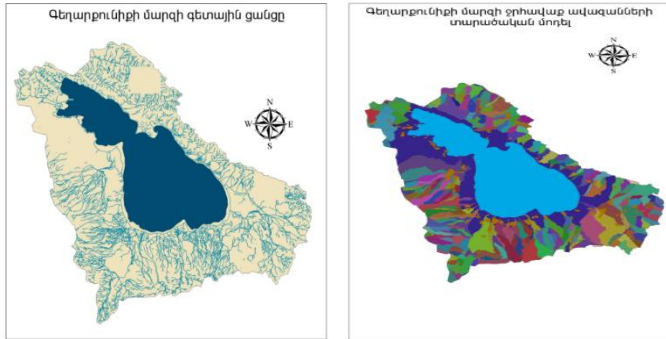 Գեղարքունիքի մարզի գետային ցանցը
N
W E
S
Գեղարքունիքի մարզի ջրհավաք ավազանների
տարածական մոդել
N
W E
S